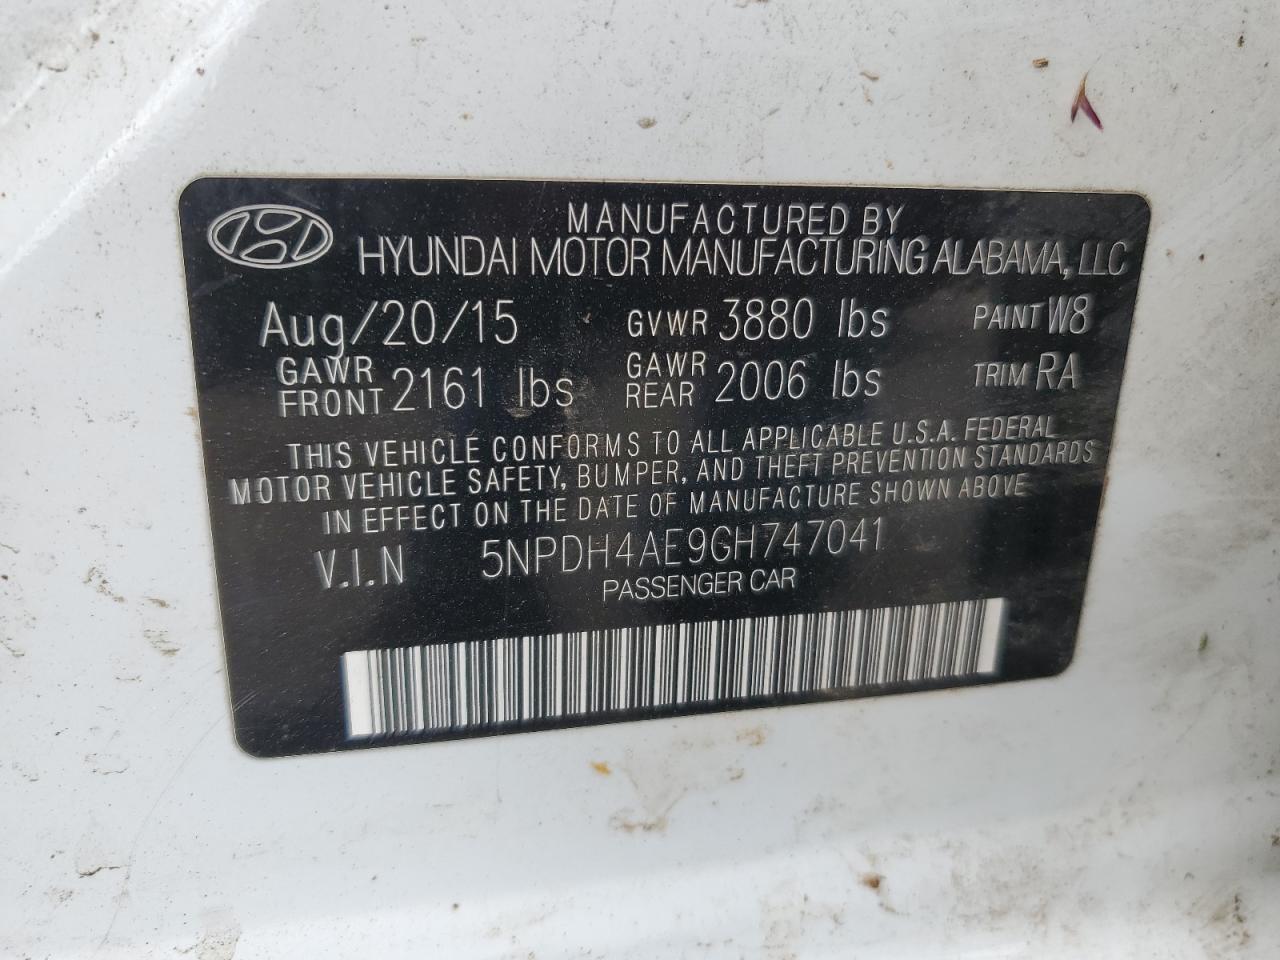 MANUFACTURED BY
HYUNDAI MOTOR MANUFACTURING ALABAMA, LLC
Aug/20/15 GVWR 3880 lbs PAINT W8
GAWR FRONT 2161 lbs GAWR REAR 2006 lbs TRIM RA
THIS VEHICLE CONFORMS TO ALL APPLICABLE U.S.A. FEDERAL
MOTOR VEHICLE SAFETY, BUMPER, AND THEFT PREVENTION STANDARDS
IN EFFECT ON THE DATE OF MANUFACTURE SHOWN ABOVE
V.I.N 5NPDH4AE9GH747041
PASSENGER CAR